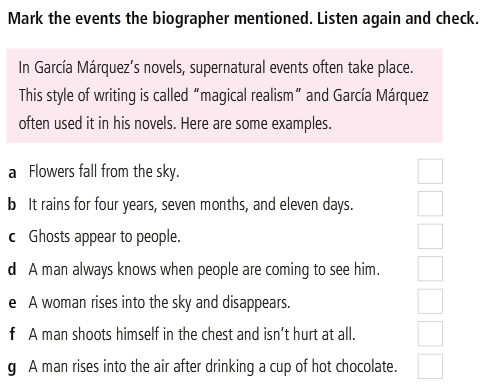 Mark the events the biographer mentioned. Listen again and check.
In García Márquez's novels, supernatural events often take place.
This style of writing is called "magical realism" and García Márquez
often used it in his novels. Here are some examples.
a Flowers fall from the sky.
b It rains for four years, seven months, and eleven days.
c Ghosts appear to people.
d A man always knows when people are coming to see him.
e A woman rises into the sky and disappears.
f A man shoots himself in the chest and isn't hurt at all.
g A man rises into the air after drinking a cup of hot chocolate.